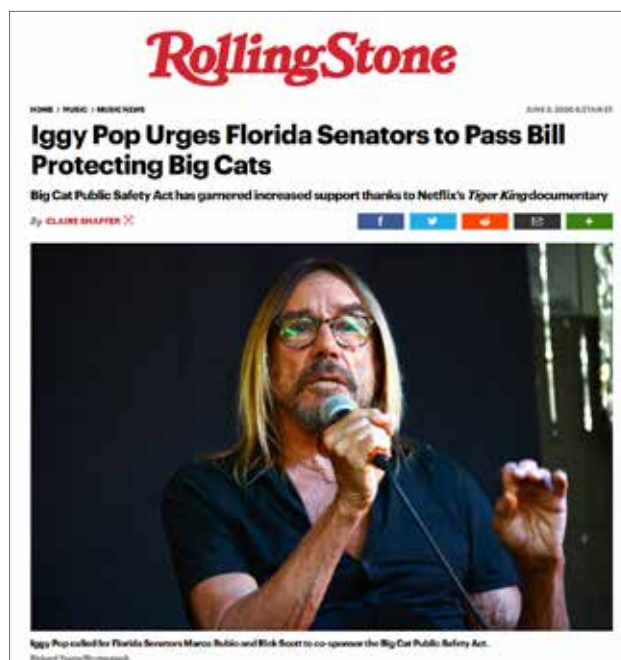 RollingStone
HOME > MUSIC > MUSIC NEWS
Iggy Pop Urges Florida Senators to Pass Bill
Protecting Big Cats
Big Cat Public Safety Act has garnered increased support thanks to Netflix's Tiger King documentary
By CLAIRE SHAFFER
Iggy Pop called for Florida Senators Marco Rubio and Rick Scott to co-sponsor the Big Cat Public Safety Act.